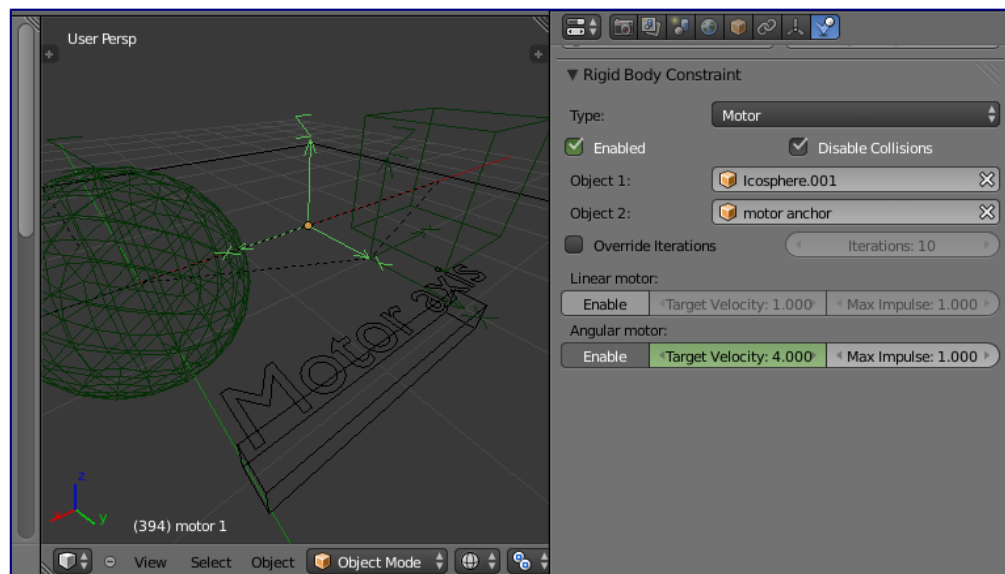 User Persp
Rigid Body Constraint
Type: Motor
Enabled Disable Collisions
Object 1: Icosphere.001
Object 2: motor anchor
Override Iterations Iterations: 10
Linear motor:
Enable Target Velocity: 1.000 Max Impulse: 1.000
Angular motor:
Enable Target Velocity: 4.000 Max Impulse: 1.000
Z
X
Y
Motor axis
z
x
y
(394) motor 1
View Select Object Object Mode